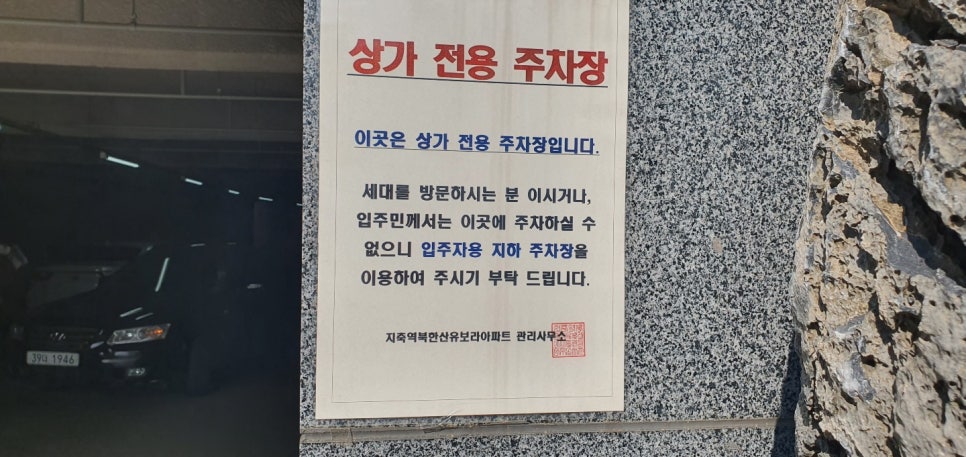 상가 전용 주차장
이곳은 상가 전용 주차장입니다.
세대를 방문하시는 분 이시거나,
입주민께서는 이곳에 주차하실 수
없으니 입주자용 지하 주차장을
이용하여 주시기 부탁 드립니다.
지축역북한산유보라아파트 관리사무소
1946